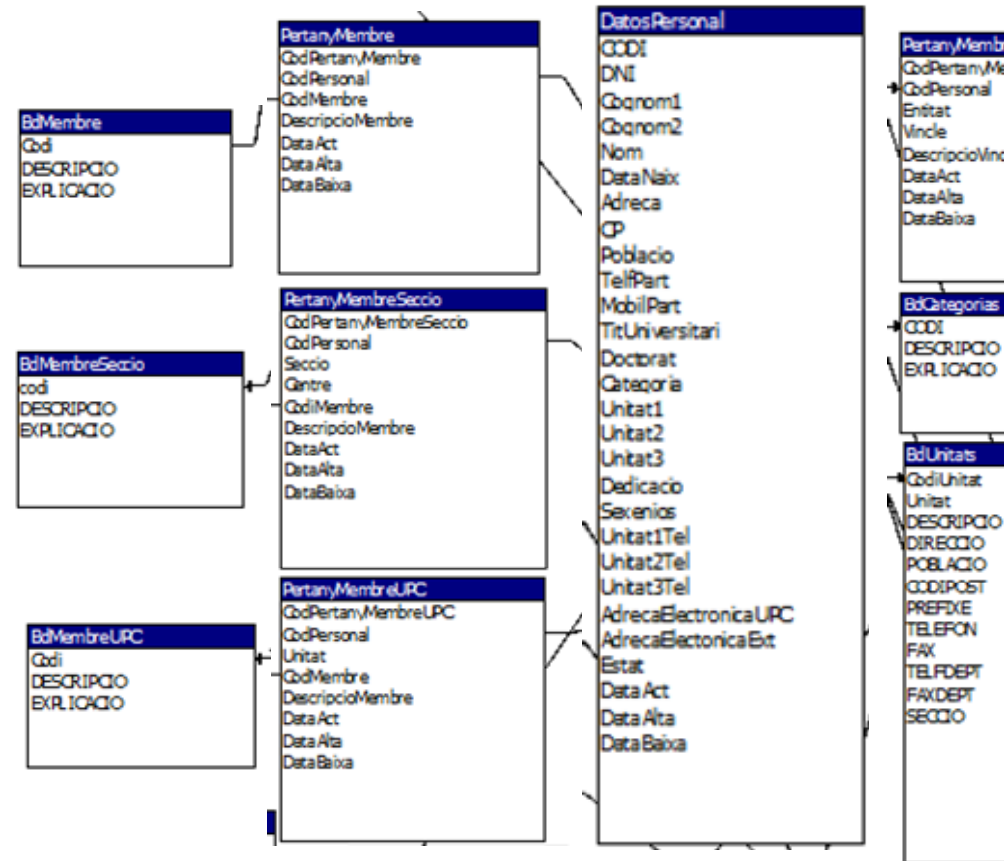 BdMembre
Codi
DESCRIPCIO
EXPLICACIO
BdMembreSeccio
codi
DESCRIPCIO
EXPLICACIO
BdMembreUPC
Codi
DESCRIPCIO
EXPLICACIO
PertanyMembre
CodPertanyMembre
CodPersonal
CodMembre
DescripcioMembre
DataAct
DataAlta
DataBaixa
PertanyMembreSeccio
CodPertanyMembreSeccio
CodPersonal
Seccio
Centre
CodiMembre
DescripcioMembre
DataAct
DataAlta
DataBaixa
PertanyMembreUPC
CodPertanyMembreUPC
CodPersonal
Unitat
CodMembre
DescripcioMembre
DataAct
DataAlta
DataBaixa
DatosPersonal
CODI
DNI
Cognom1
Cognom2
Nom
DataNaix
Adreca
CP
Poblacio
TelfPart
MobilPart
TitUniversitari
Doctorat
Categoria
Unitat1
Unitat2
Unitat3
Dedicacio
Sexenios
Unitat1Tel
Unitat2Tel
Unitat3Tel
AdrecaElectronicaUPC
AdrecaElectonicaExt
Estat
DataAct
DataAlta
DataBaixa
PertanyMembr
CodPertanyMe
CodPersonal
Entitat
Vincle
DescripcioVinc
DataAct
DataAlta
DataBaixa
BdCategorias
CODI
DESCRIPCIO
EXPLICACIO
BdUnitats
CodiUnitat
Unitat
DESCRIPCIO
DIRECCIO
POBLACIO
CODIPOST
PREFIXE
TELEFON
FAX
TELFDEPT
FAXDEPT
SECCIO